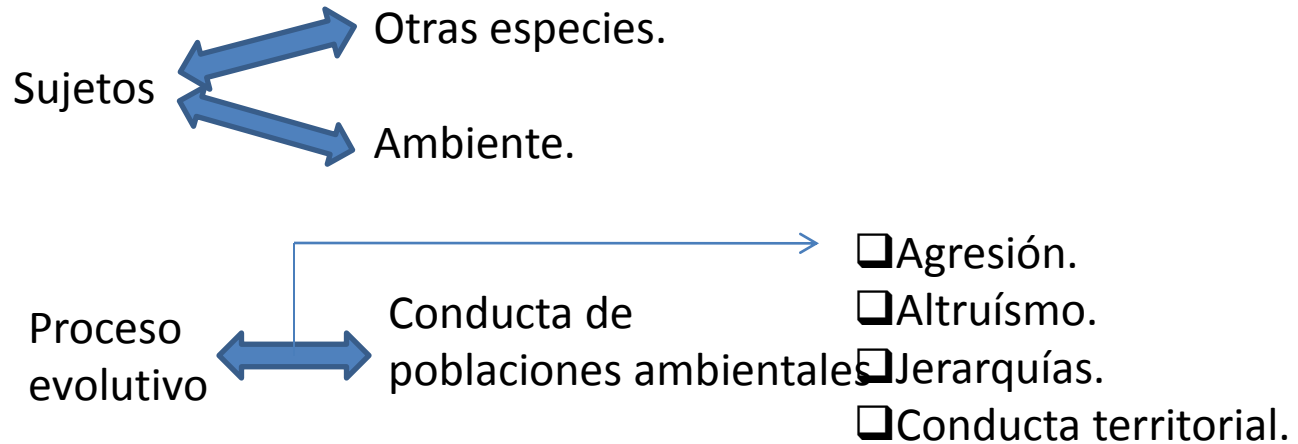 Otras especies.
Sujetos
Ambiente.
Proceso
evolutivo
Conducta de
poblaciones ambientales
❑Agresión.
❑Altruísmo.
❑Jerarquías.
❑Conducta territorial.